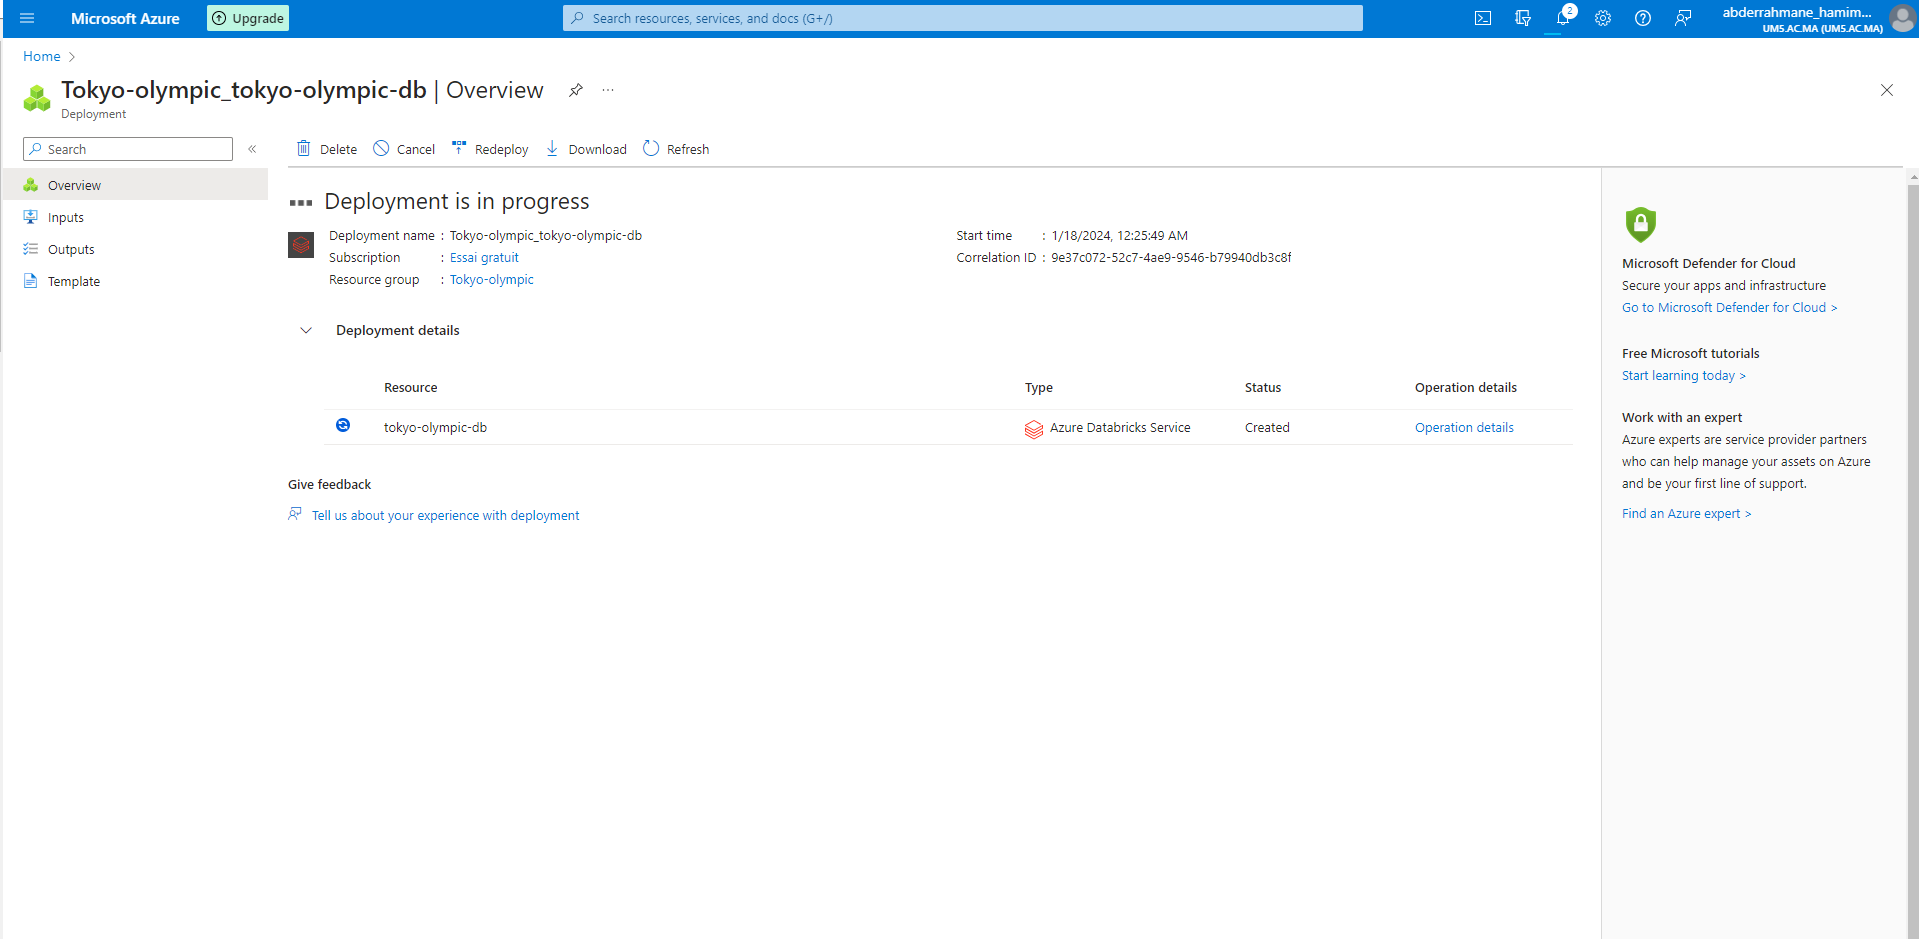 Microsoft Azure
Upgrade
Search resources, services, and docs (G+/)
2
abderrahmane_hamim...
UM5.AC.MA (UM5.AC.MA)
Home >
Tokyo-olympic_tokyo-olympic-db | Overview
Deployment
Search
«
Delete
Cancel
Redeploy
Download
Refresh
Overview
Inputs
Outputs
Template
Deployment is in progress
Deployment name : Tokyo-olympic_tokyo-olympic-db
Subscription : Essai gratuit
Resource group : Tokyo-olympic
Start time : 1/18/2024, 12:25:49 AM
Correlation ID : 9e37c072-52c7-4ae9-9546-b79940db3c8f
Deployment details
Resource Type Status Operation details
tokyo-olympic-db Azure Databricks Service Created Operation details
Give feedback
Tell us about your experience with deployment
Microsoft Defender for Cloud
Secure your apps and infrastructure
Go to Microsoft Defender for Cloud >
Free Microsoft tutorials
Start learning today >
Work with an expert
Azure experts are service provider partners
who can help manage your assets on Azure
and be your first line of support.
Find an Azure expert >